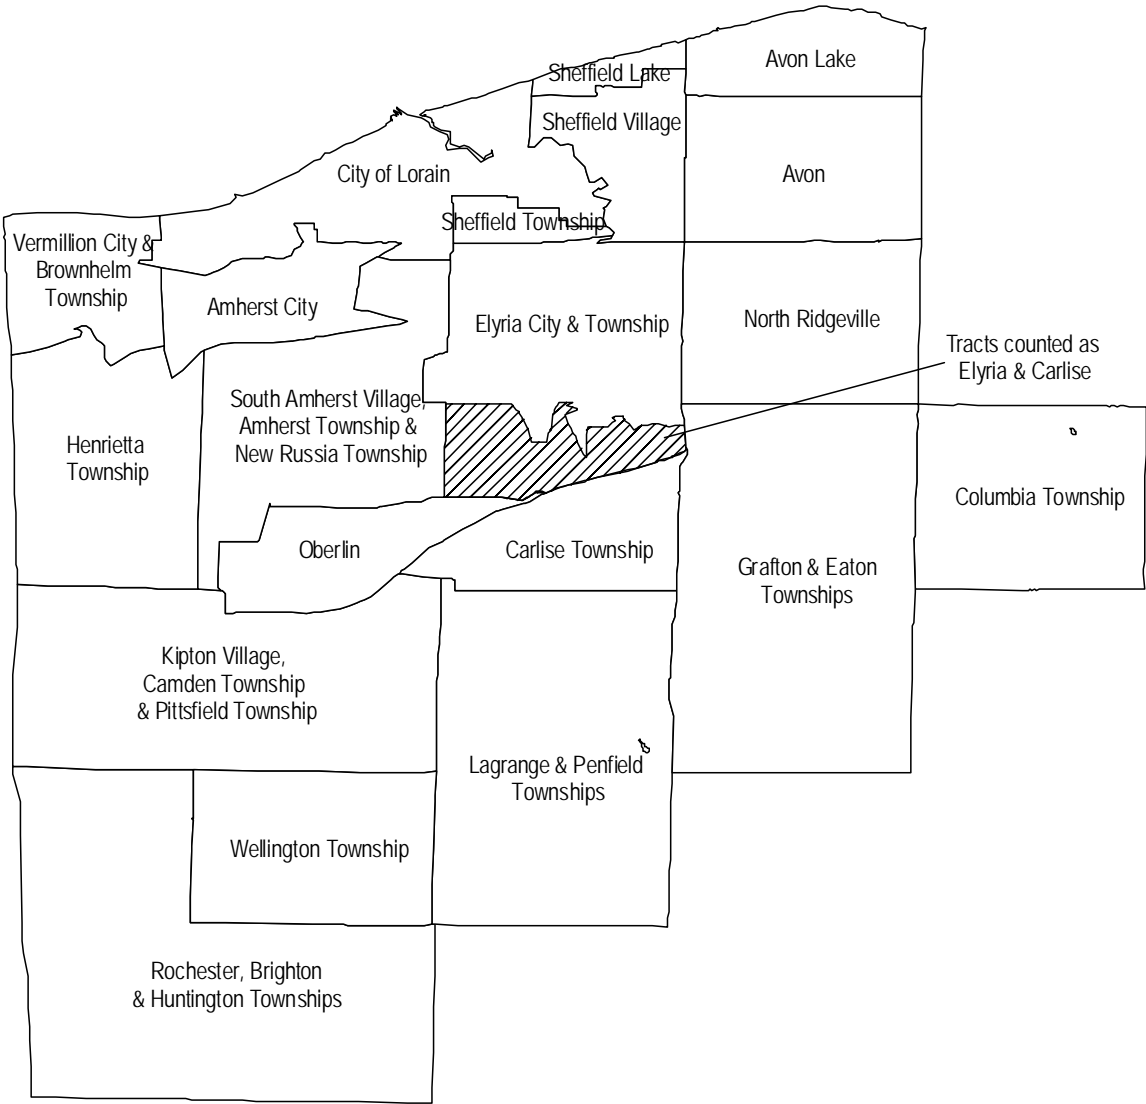 Avon Lake
Sheffield Lake
Sheffield Village
City of Lorain
Avon
Sheffield Township
Vermillion City &
Brownhelm
Township
Amherst City
Elyria City & Township
North Ridgeville
Tracts counted as
Elyria & Carlise
South Amherst Village,
Amherst Township &
New Russia Township
Henrietta
Township
Columbia Township
Oberlin
Carlise Township
Grafton & Eaton
Townships
Kipton Village,
Camden Township
& Pittsfield Township
Lagrange & Penfield
Townships
Wellington Township
Rochester, Brighton
& Huntington Townships